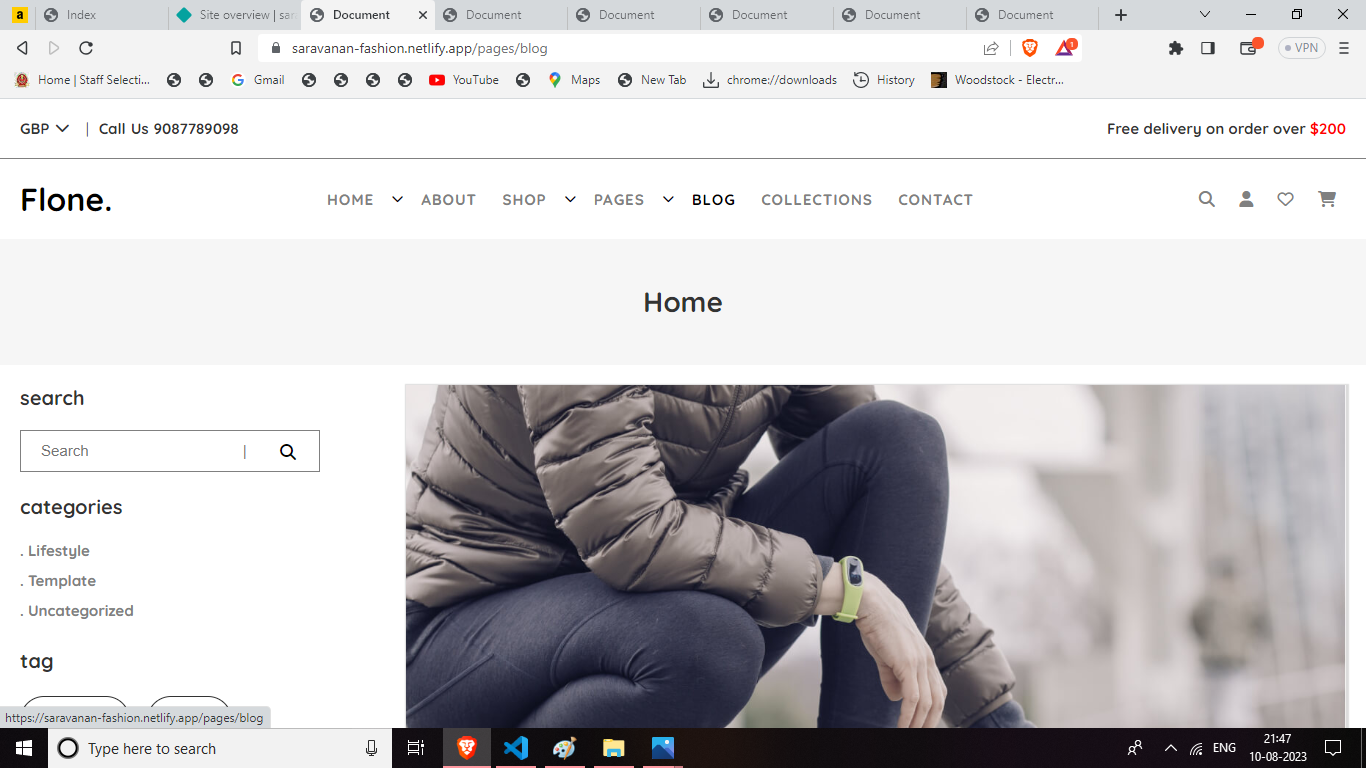 a Index Site overview | sar Document Document Document Document Document Document
saravanan-fashion.netlify.app/pages/blog 1 VPN
Home | Staff Selecti... Gmail YouTube Maps New Tab chrome://downloads History Woodstock - Electr...
GBP | Call Us 9087789098 Free delivery on order over $200
Flone. HOME ABOUT SHOP PAGES BLOG COLLECTIONS CONTACT
Home
search
Search |
categories
. Lifestyle
. Template
. Uncategorized
tag
https://saravanan-fashion.netlify.app/pages/blog
Type here to search ENG 21:47
10-08-2023